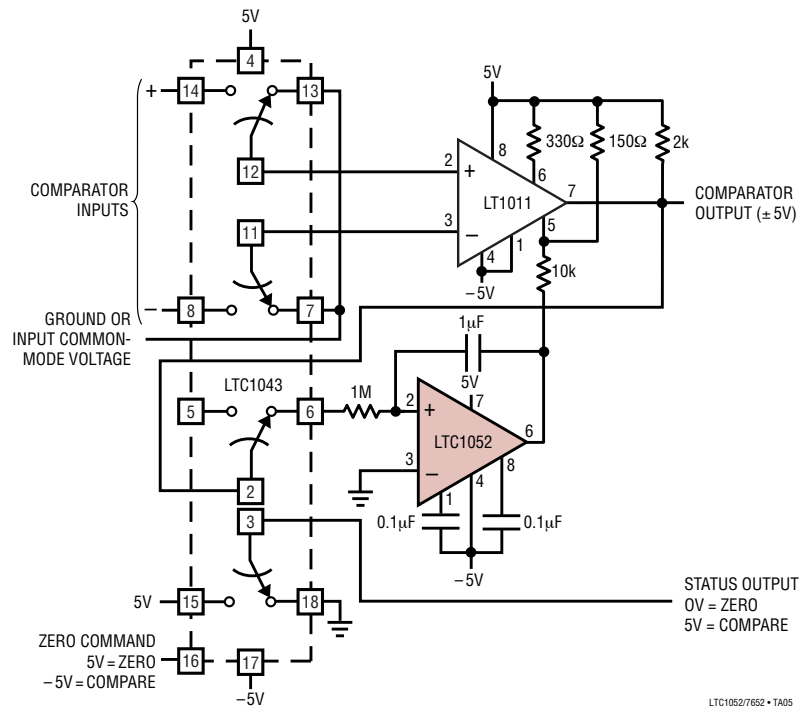 5V
4
+ 14
13
12
COMPARATOR
INPUTS
11
− 8
7
GROUND OR
INPUT COMMON-
MODE VOLTAGE
LTC1043
5
6
2
3
5V 15
18
ZERO COMMAND
5V = ZERO
–5V = COMPARE
16
17
–5V
5V
330Ω
150Ω
2k
2
+
8
6
LT1011
7
3
−
5
4
1
–5V
10k
COMPARATOR
OUTPUT (±5V)
1µF
1M
5V
7
2
+
LTC1052
6
3
−
8
1
4
0.1µF
0.1µF
–5V
STATUS OUTPUT
0V = ZERO
5V = COMPARE
LTC1052/7652 • TA05